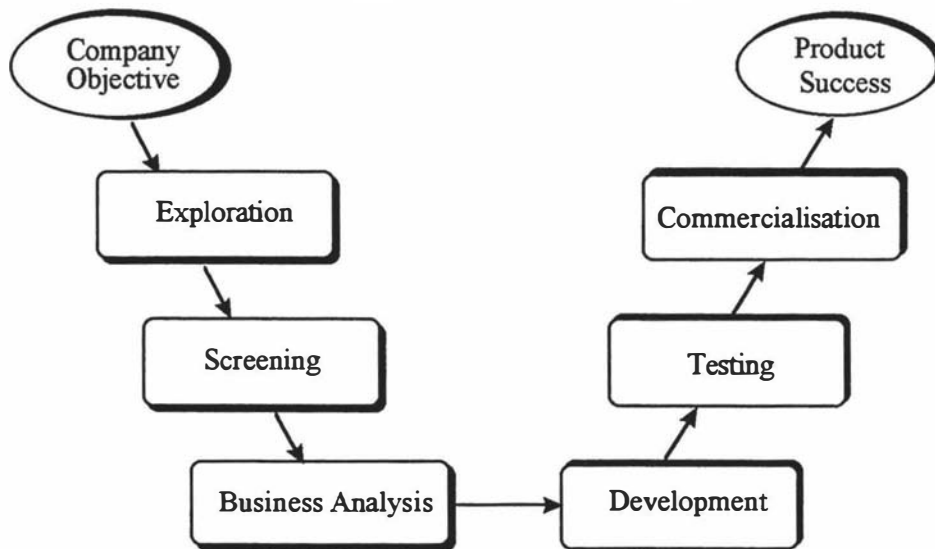 Company
Objective
Exploration
Screening
Business Analysis
Development
Testing
Commercialisation
Product
Success